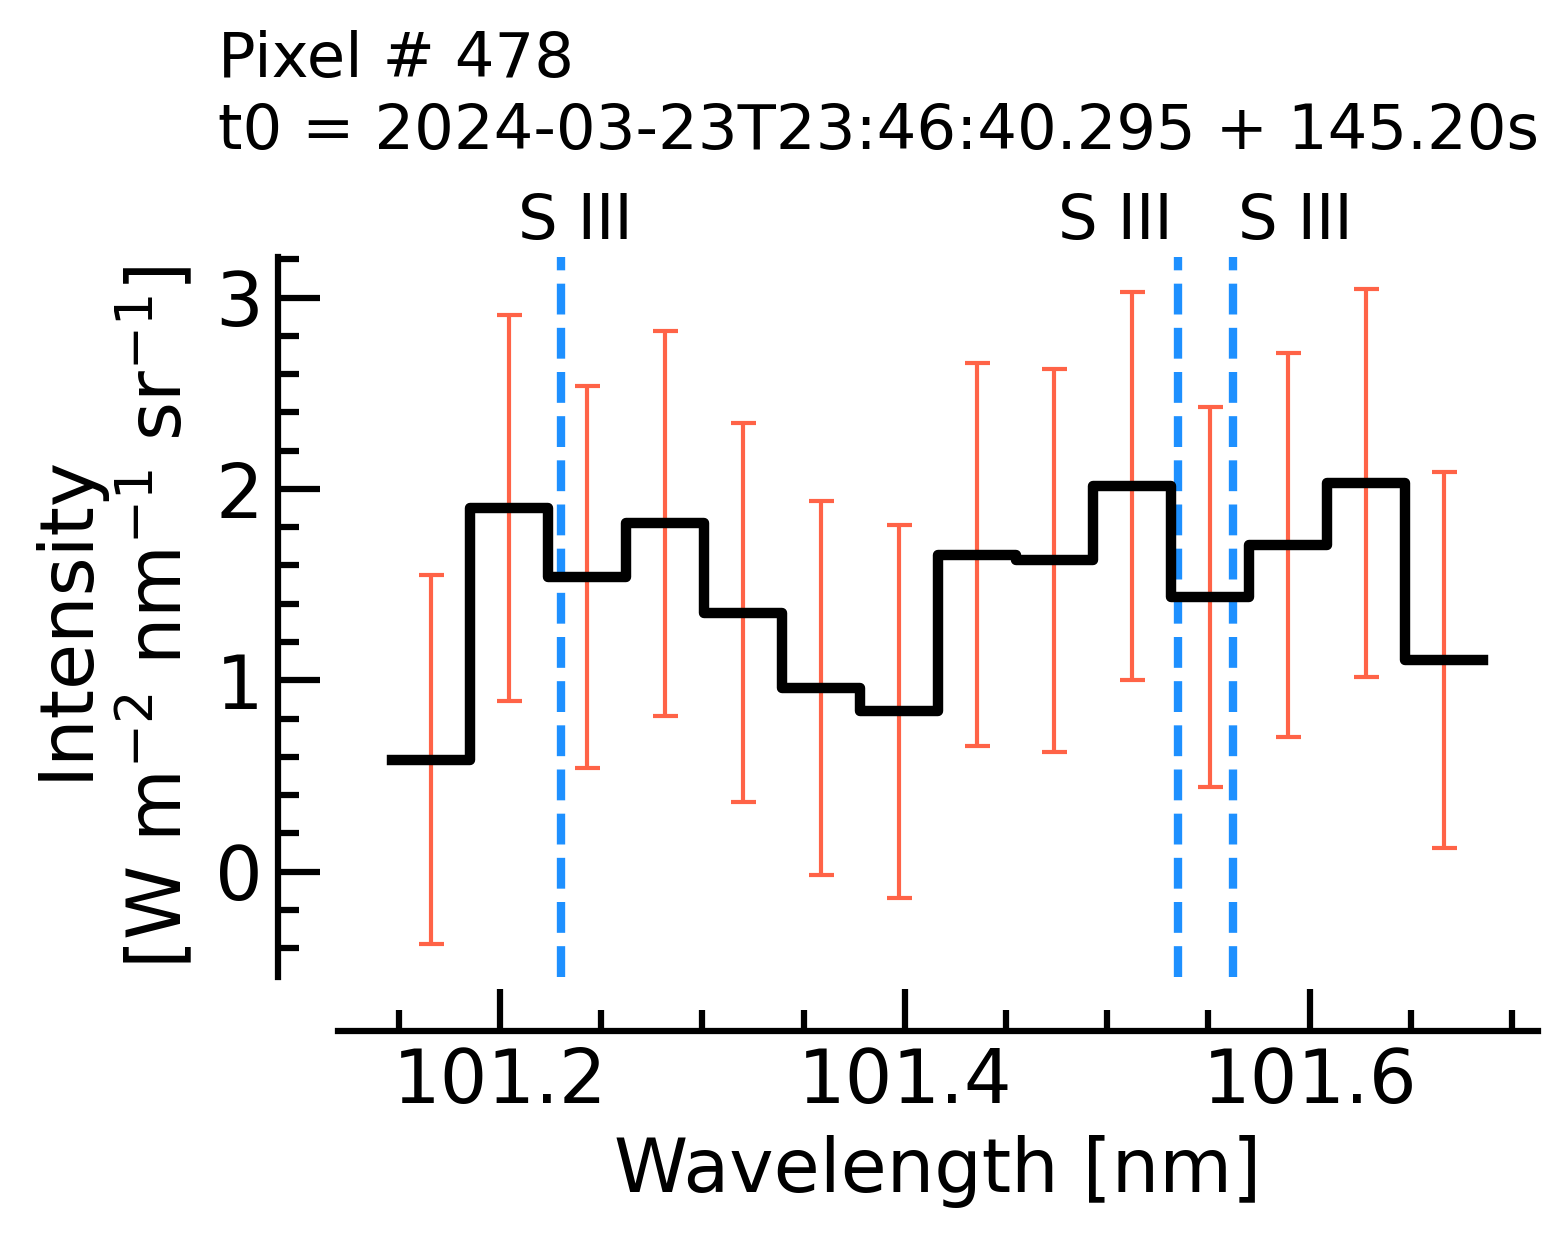 Pixel # 478
t0 = 2024-03-23T23:46:40.295 + 145.20s
S III S III S III
Intensity
[W m⁻² nm⁻¹ sr⁻¹]
3
2
1
0
101.2 101.4 101.6
Wavelength [nm]